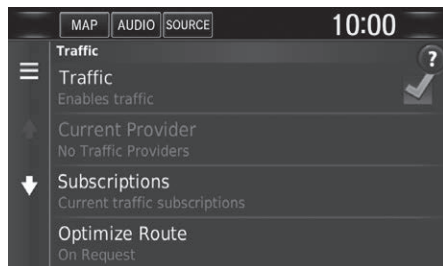 MAP AUDIO SOURCE 10:00
Traffic
?
Traffic
Enables traffic
Current Provider
No Traffic Providers
Subscriptions
Current traffic subscriptions
Optimize Route
On Request